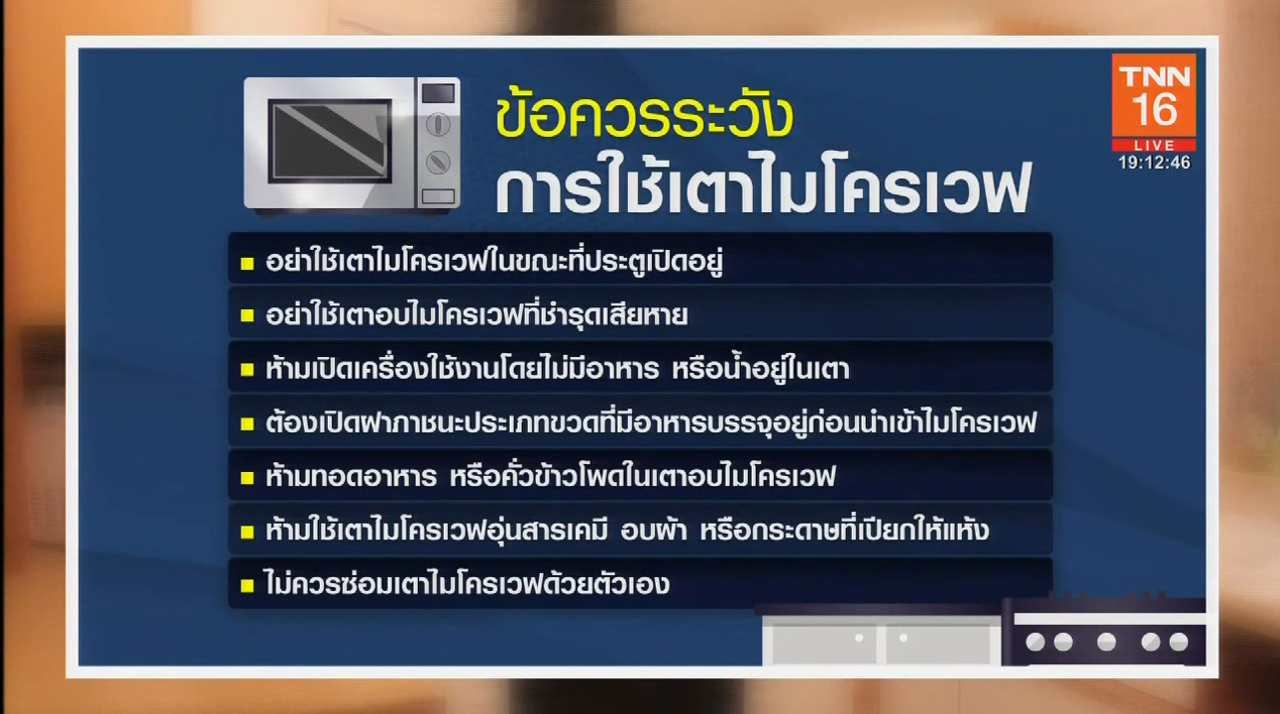 ข้อควรระวัง
การใช้เตาไมโครเวฟ
TNN
16
LIVE
19:12:46
อย่าใช้เตาไมโครเวฟในขณะที่ประตูเปิดอยู่
อย่าใช้เตาอบไมโครเวฟที่ชำรุดเสียหาย
ห้ามเปิดเครื่องใช้งานโดยไม่มีอาหาร หรือน้ำอยู่ในเตา
ต้องเปิดฝาภาชนะประเภทขวดที่มีอาหารบรรจุอยู่ก่อนนำเข้าไมโครเวฟ
ห้ามทอดอาหาร หรือคั่วข้าวโพดในเตาอบไมโครเวฟ
ห้ามใช้เตาไมโครเวฟอุ่นสารเคมี อบผ้า หรือกระดาษที่เปียกให้แห้ง
ไม่ควรซ่อมเตาไมโครเวฟด้วยตัวเอง